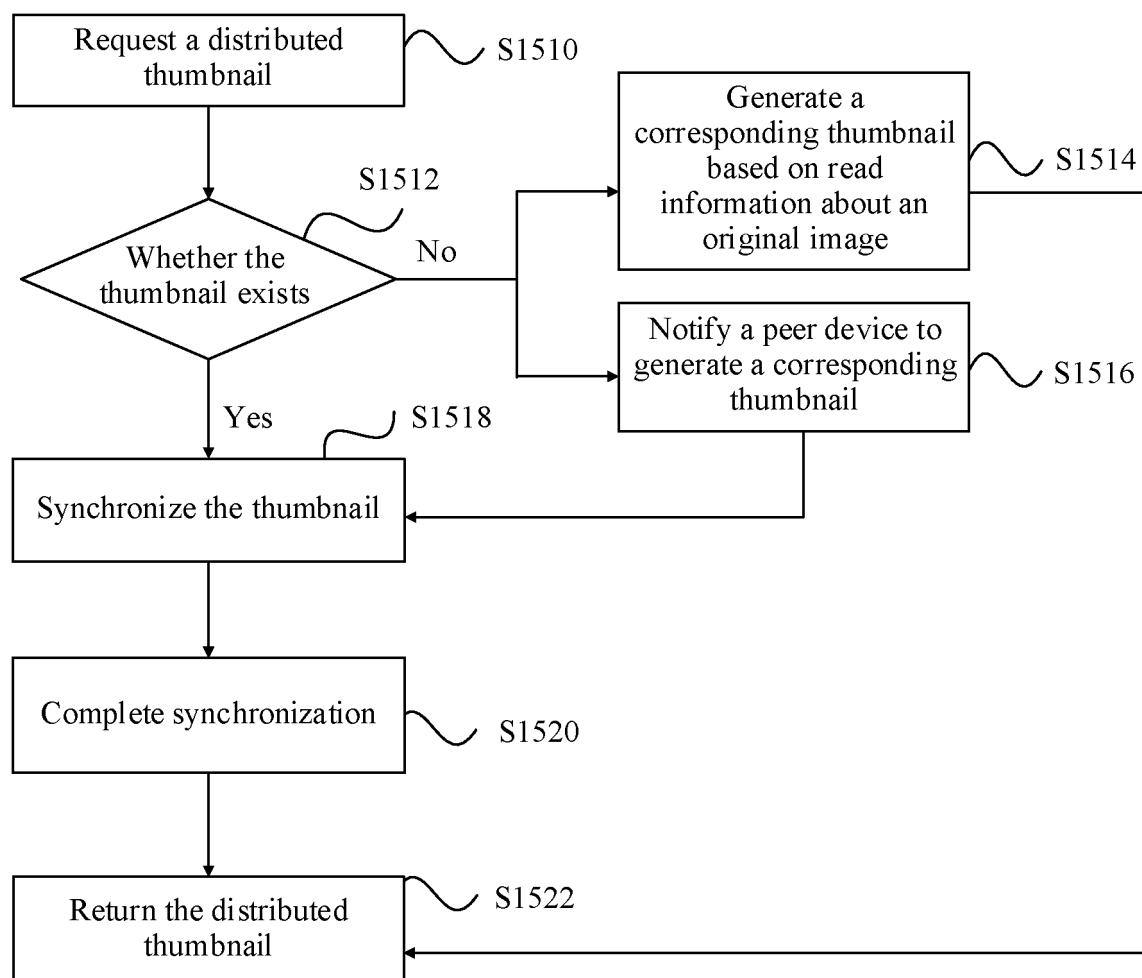 Request a distributed
thumbnail
S1510
Generate a
corresponding thumbnail
based on read
information about an
original image
S1514
S1512
Whether the
thumbnail exists
No
Notify a peer device to
generate a corresponding
thumbnail
S1516
Yes
S1518
Synchronize the thumbnail
Complete synchronization
S1520
Return the distributed
thumbnail
S1522